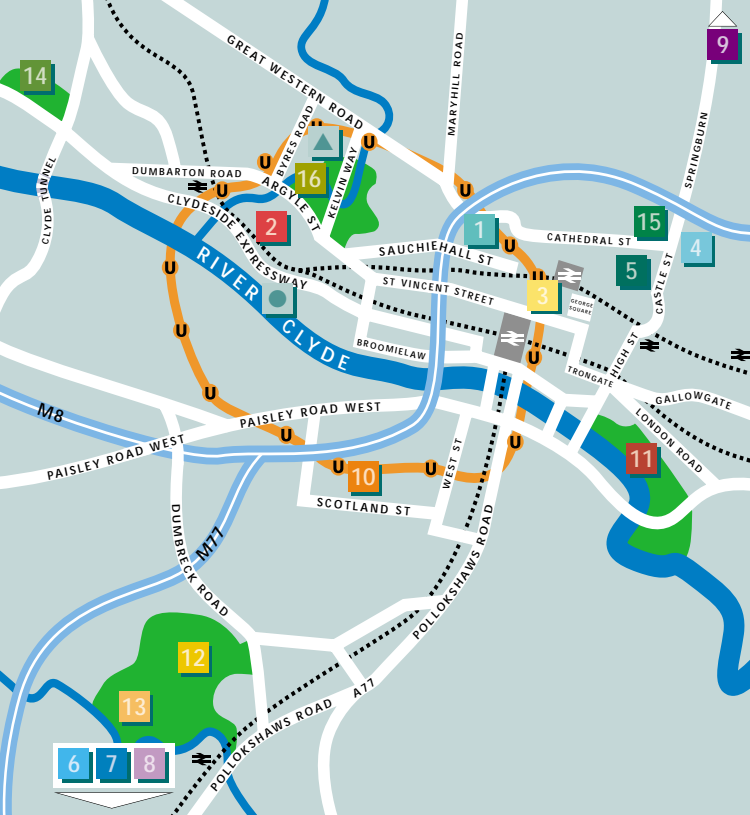 9
14
GREAT WESTERN ROAD
MARYHILL ROAD
U
U
BYRES ROAD
U
KELVIN WAY
SPRINGBURN
CLYDE TUNNEL
DUMBARTON ROAD
16
U
ARGYLE ST
U
CLYDESIDE EXPRESSWAY
2
1
U
CATHEDRAL ST
15
4
SAUCHIEHALL ST
U
U
5
CASTLE ST
RIVER CLYDE
ST VINCENT STREET
3
GEORGE
SQUARE
U
BROOMIELAW
U
HIGH ST
TRONGATE
M8
U
GALLOWGATE
PAISLEY ROAD WEST
LONDON ROAD
PAISLEY ROAD WEST
U
U
WEST ST
11
U
U
10
SCOTLAND ST
DUMBRECK ROAD
M77
POLLOKSHAWS ROAD
12
A77
13
POLLOKSHAWS ROAD
6
7
8